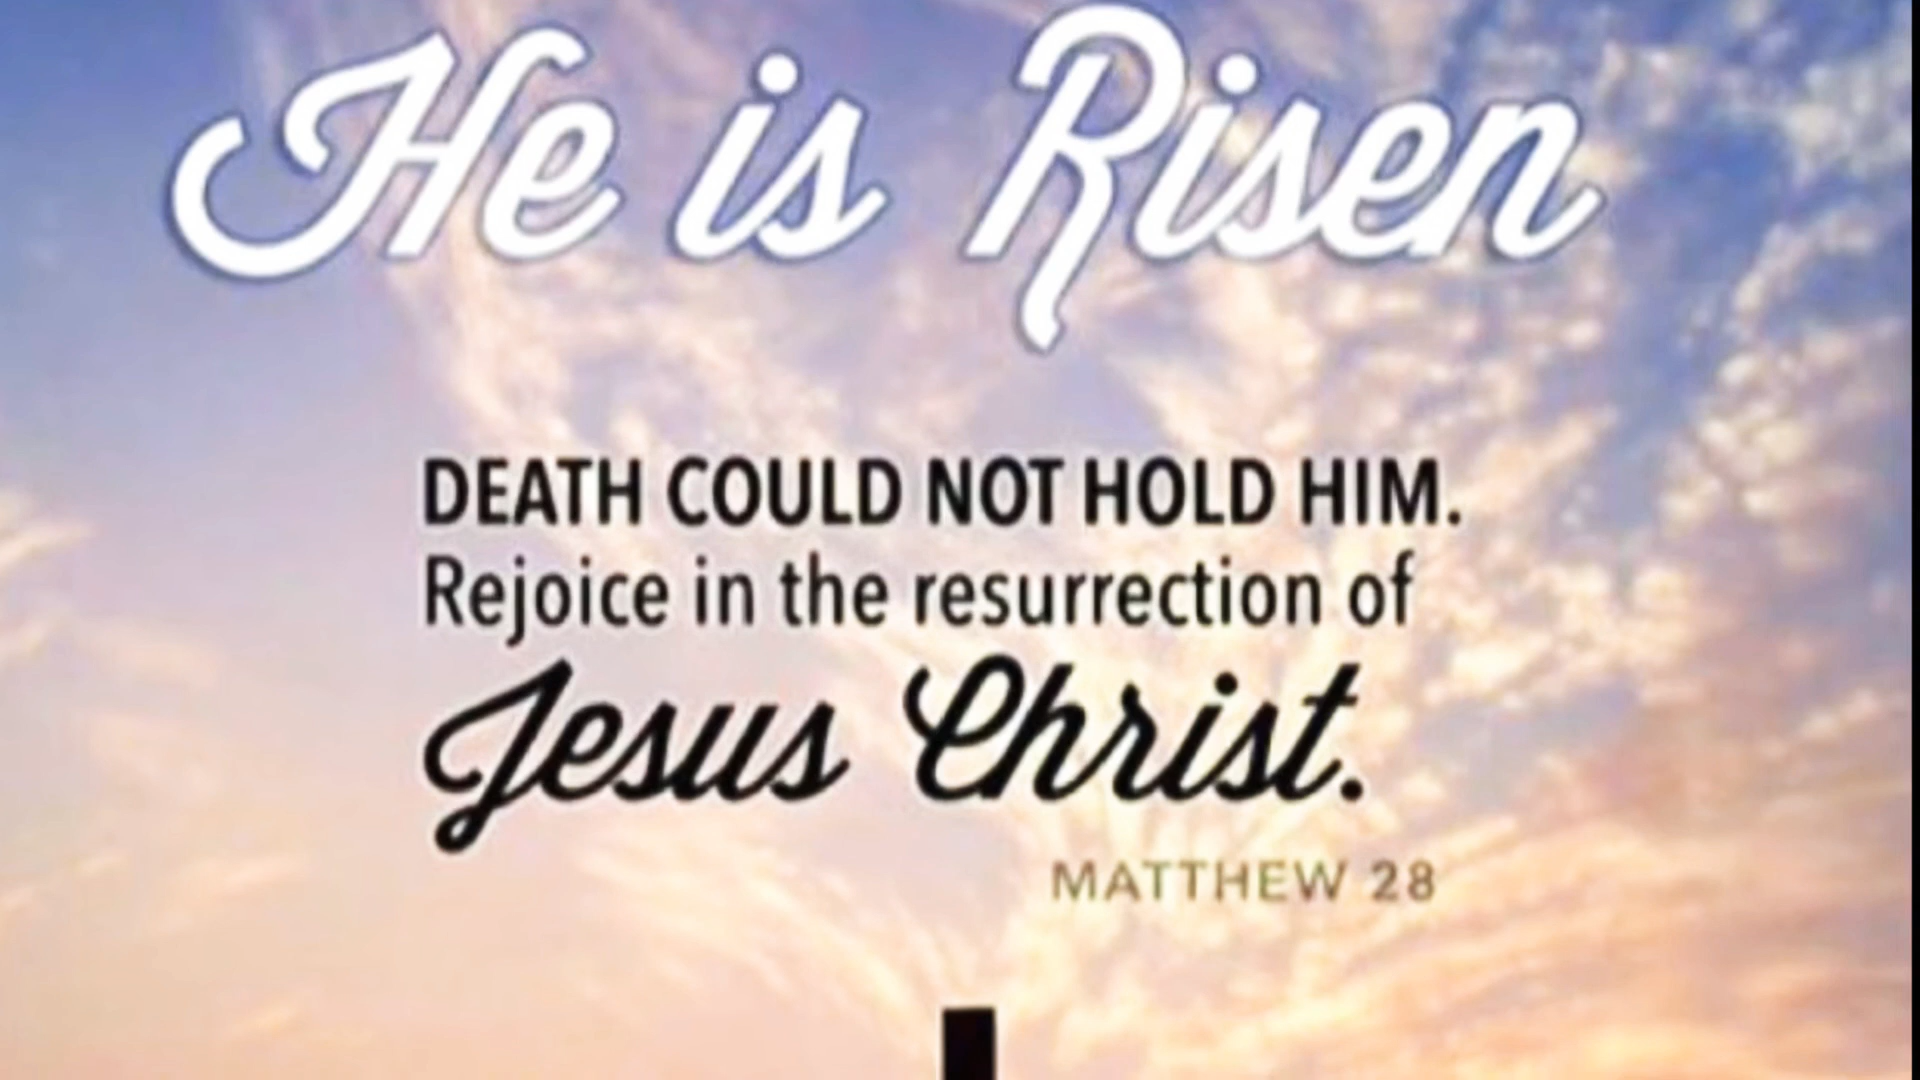 He is Risen
DEATH COULD NOT HOLD HIM.
Rejoice in the resurrection of
Jesus Christ.
MATTHEW 28